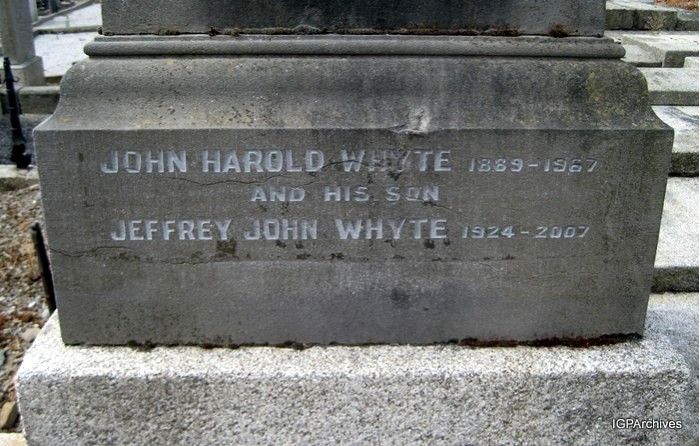 JOHN HAROLD WHYTE 1889-1967
AND HIS SON
JEFFREY JOHN WHYTE 1924-2007
IGPArchives